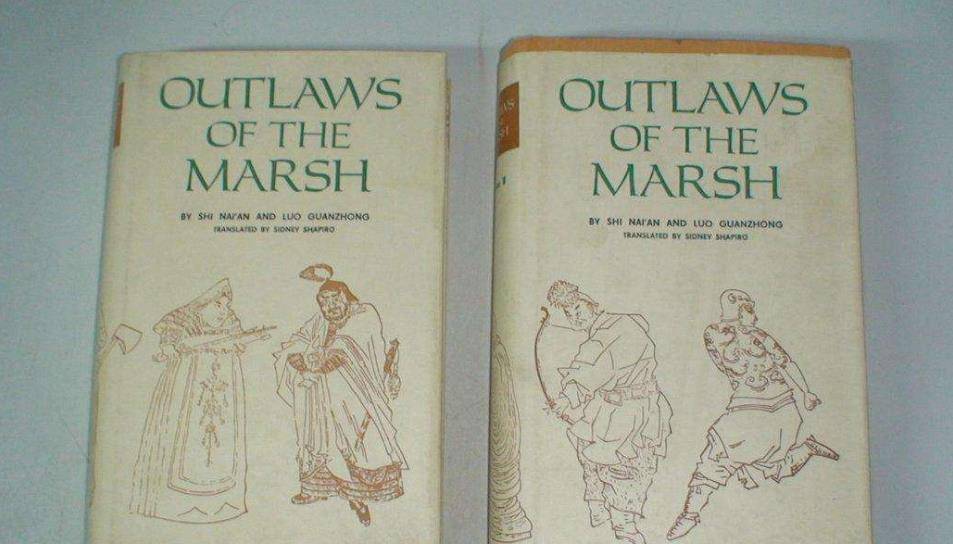 OUTLAWS
OF THE
MARSH
BY SHI NAI'AN AND LUO GUANZHONG
TRANSLATED BY SIDNEY SHAPIRO
OUTLAWS
OF THE
MARSH
BY SHI NAI'AN AND LUO GUANZHONG
TRANSLATED BY SIDNEY SHAPIRO